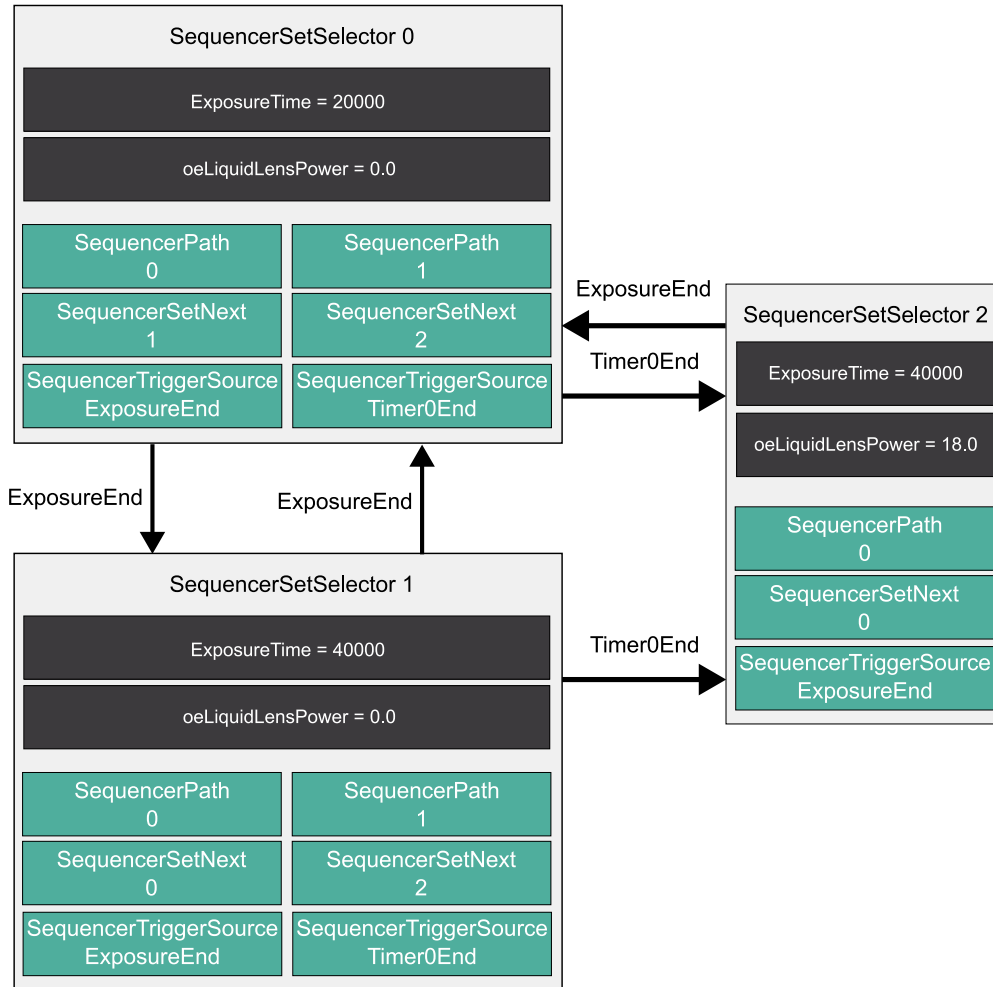 SequencerSetSelector 0
ExposureTime = 20000
oeLiquidLensPower = 0.0
SequencerPath
0
SequencerPath
1
SequencerSetNext
1
SequencerSetNext
2
SequencerTriggerSource
ExposureEnd
SequencerTriggerSource
Timer0End
ExposureEnd
Timer0End
SequencerSetSelector 2
ExposureTime = 40000
oeLiquidLensPower = 18.0
SequencerPath
0
SequencerSetNext
0
SequencerTriggerSource
ExposureEnd
ExposureEnd
ExposureEnd
SequencerSetSelector 1
ExposureTime = 40000
oeLiquidLensPower = 0.0
SequencerPath
0
SequencerPath
1
SequencerSetNext
0
SequencerSetNext
2
SequencerTriggerSource
ExposureEnd
SequencerTriggerSource
Timer0End
Timer0End